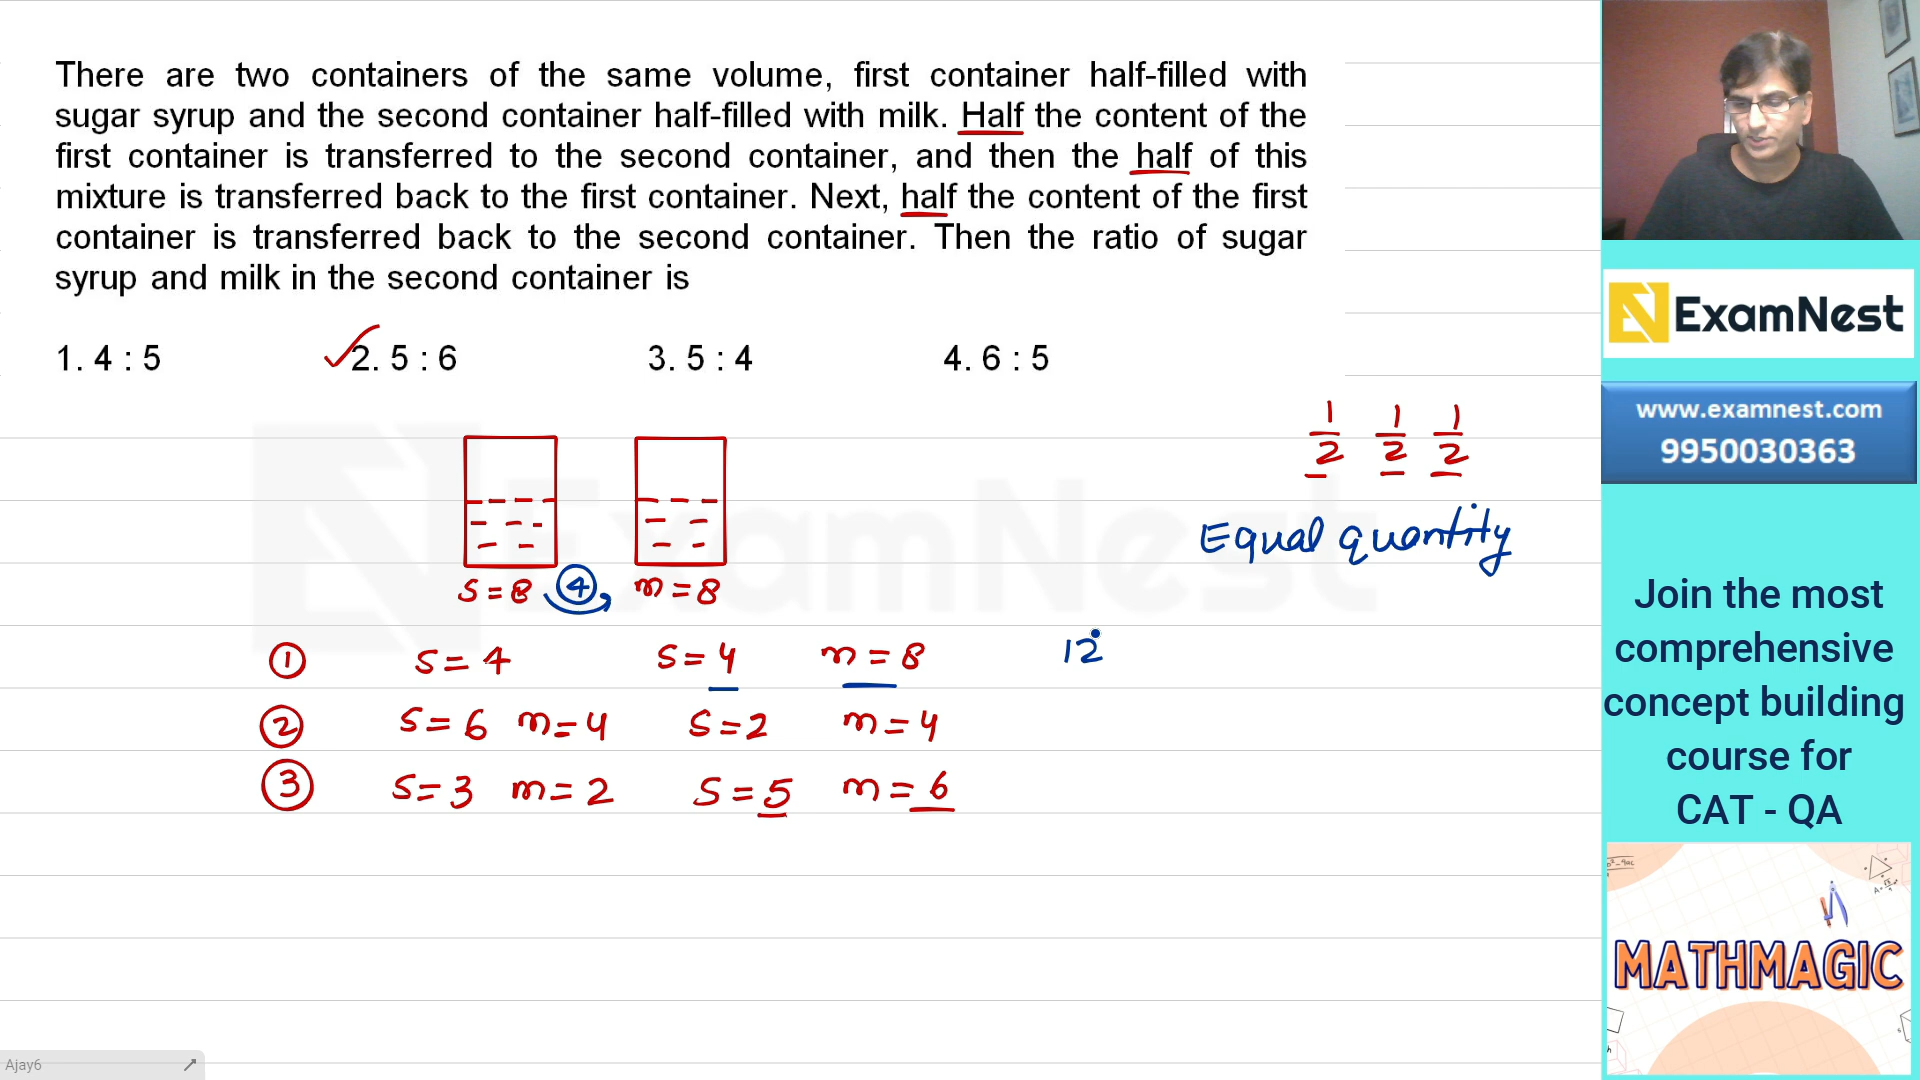 There are two containers of the same volume, first container half-filled with
sugar syrup and the second container half-filled with milk. Half the content of the
first container is transferred to the second container, and then the half of this
mixture is transferred back to the first container. Next, half the content of the first
container is transferred back to the second container. Then the ratio of sugar
syrup and milk in the second container is
1. 4 : 5 2. 5 : 6 3. 5 : 4 4. 6 : 5
1/2 1/2 1/2
Equal quantity
S = 8 4 m = 8
1 S = 4 S = 4 m = 8 12
2 S = 6 m = 4 S = 2 m = 4
3 S = 3 m = 2 S = 5 m = 6
ExamNest
Ajay6
ExamNest
www.examnest.com
9950030363
Join the most
comprehensive
concept building
course for
CAT - QA
MATHMAGIC